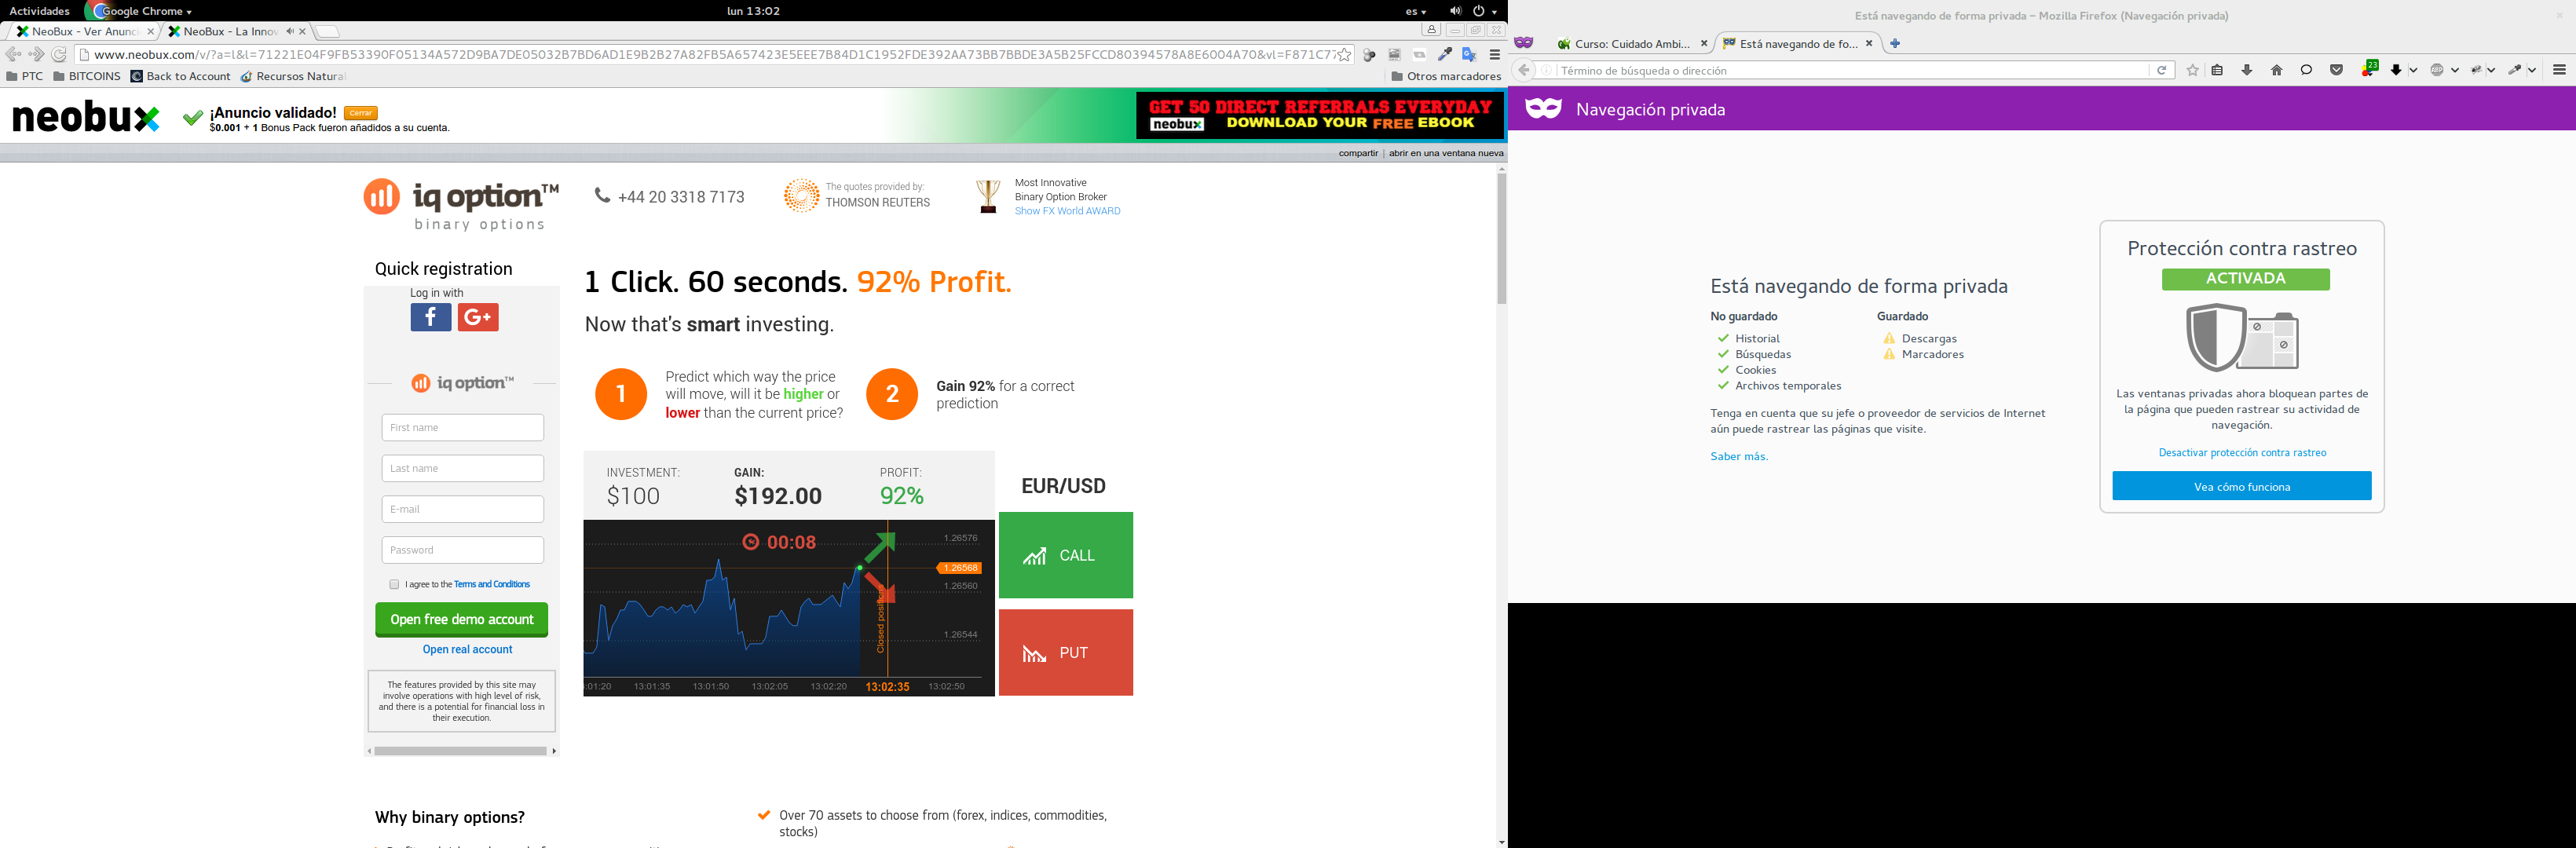 Actividades Google Chrome lun 13:02 es
NeoBux - Ver Anunci NeoBux - La Innov
www.neobux.com/v/?a=l&l=71221E04F9FB53390F05134A572D9BA7DE05032B7BD6AD1E9B2B27A82FB5A657423E5EEE7B84D1C1952FDE392AA73BB7BBDE3A5B25FCCD80394578A8E6004A70&vl=F871C77
PTC BITCOINS Back to Account Recursos Natural Otros marcadores
neobux
¡Anuncio validado! Cerrar
$0.001 + 1 Bonus Pack fueron añadidos a su cuenta.
GET 50 DIRECT REFERRALS EVERYDAY
neobux DOWNLOAD YOUR FREE EBOOK
compartir | abrir en una ventana nueva
iq option™
binary options
+44 20 3318 7173
The quotes provided by:
THOMSON REUTERS
Most Innovative
Binary Option Broker
Show FX World AWARD
Quick registration
Log in with
f G+
iq option™
First name
Last name
E-mail
Password
I agree to the Terms and Conditions
Open free demo account
Open real account
The features provided by this site may
involve operations with high level of risk,
and there is a potential for financial loss in
their execution.
1 Click. 60 seconds. 92% Profit.
Now that's smart investing.
1
Predict which way the price
will move, will it be higher or
lower than the current price?
2
Gain 92% for a correct
prediction
INVESTMENT: GAIN: PROFIT:
$100 $192.00 92%
EUR/USD
00:08
1.26576
1.26568
1.26560
1.26544
Closed position
CALL
PUT
:01:20 13:01:35 13:01:50 13:02:05 13:02:20 13:02:35 13:02:50
Why binary options?
Over 70 assets to choose from (forex, indices, commodities,
stocks)
Está navegando de forma privada – Mozilla Firefox (Navegación privada)
Curso: Cuidado Ambi... Está navegando de fo...
Término de búsqueda o dirección
23
Navegación privada
Está navegando de forma privada
No guardado Guardado
Historial Descargas
Búsquedas Marcadores
Cookies
Archivos temporales
Tenga en cuenta que su jefe o proveedor de servicios de Internet
aún puede rastrear las páginas que visite.
Saber más.
Protección contra rastreo
ACTIVADA
Las ventanas privadas ahora bloquean partes de
la página que pueden rastrear su actividad de
navegación.
Desactivar protección contra rastreo
Vea cómo funciona